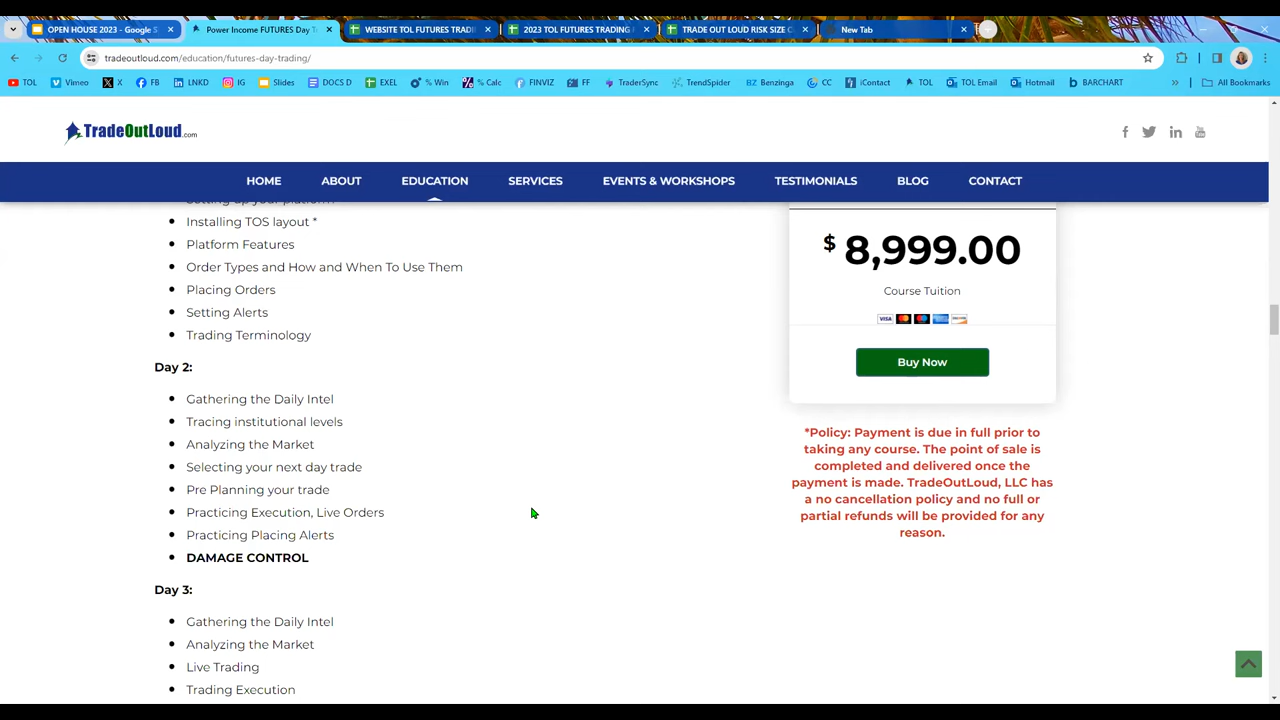 OPEN HOUSE 2023 - Google S
Power Income FUTURES Day T
WEBSITE TOL FUTURES TRADI
2023 TOL FUTURES TRADING
TRADE OUT LOUD RISK SIZE C
New Tab
tradeoutloud.com/education/futures-day-trading/
TOL
Vimeo
X
FB
LNKD
IG
Slides
DOCS D
EXEL
% Win
% Calc
FINVIZ
FF
TraderSync
TrendSpider
BZ Benzinga
CC
iContact
TOL
TOL Email
Hotmail
BARCHART
»
All Bookmarks
TradeOutLoud.com
HOME
ABOUT
EDUCATION
SERVICES
EVENTS & WORKSHOPS
TESTIMONIALS
BLOG
CONTACT
Setting up your platform
Installing TOS layout *
Platform Features
Order Types and How and When To Use Them
Placing Orders
Setting Alerts
Trading Terminology
Day 2:
Gathering the Daily Intel
Tracing institutional levels
Analyzing the Market
Selecting your next day trade
Pre Planning your trade
Practicing Execution, Live Orders
Practicing Placing Alerts
DAMAGE CONTROL
Day 3:
Gathering the Daily Intel
Analyzing the Market
Live Trading
Trading Execution
$ 8,999.00
Course Tuition
VISA
Buy Now
*Policy: Payment is due in full prior to
taking any course. The point of sale is
completed and delivered once the
payment is made. TradeOutLoud, LLC has
a no cancellation policy and no full or
partial refunds will be provided for any
reason.